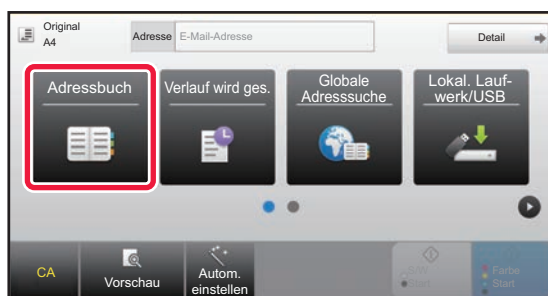 Original
A4
Adresse E-Mail-Adresse
Detail
Adressbuch
Verlauf wird ges.
Globale
Adresssuche
Lokal. Lauf-
werk/USB
CA
Vorschau
Autom.
einstellen
S/W
Start
Farbe
Start